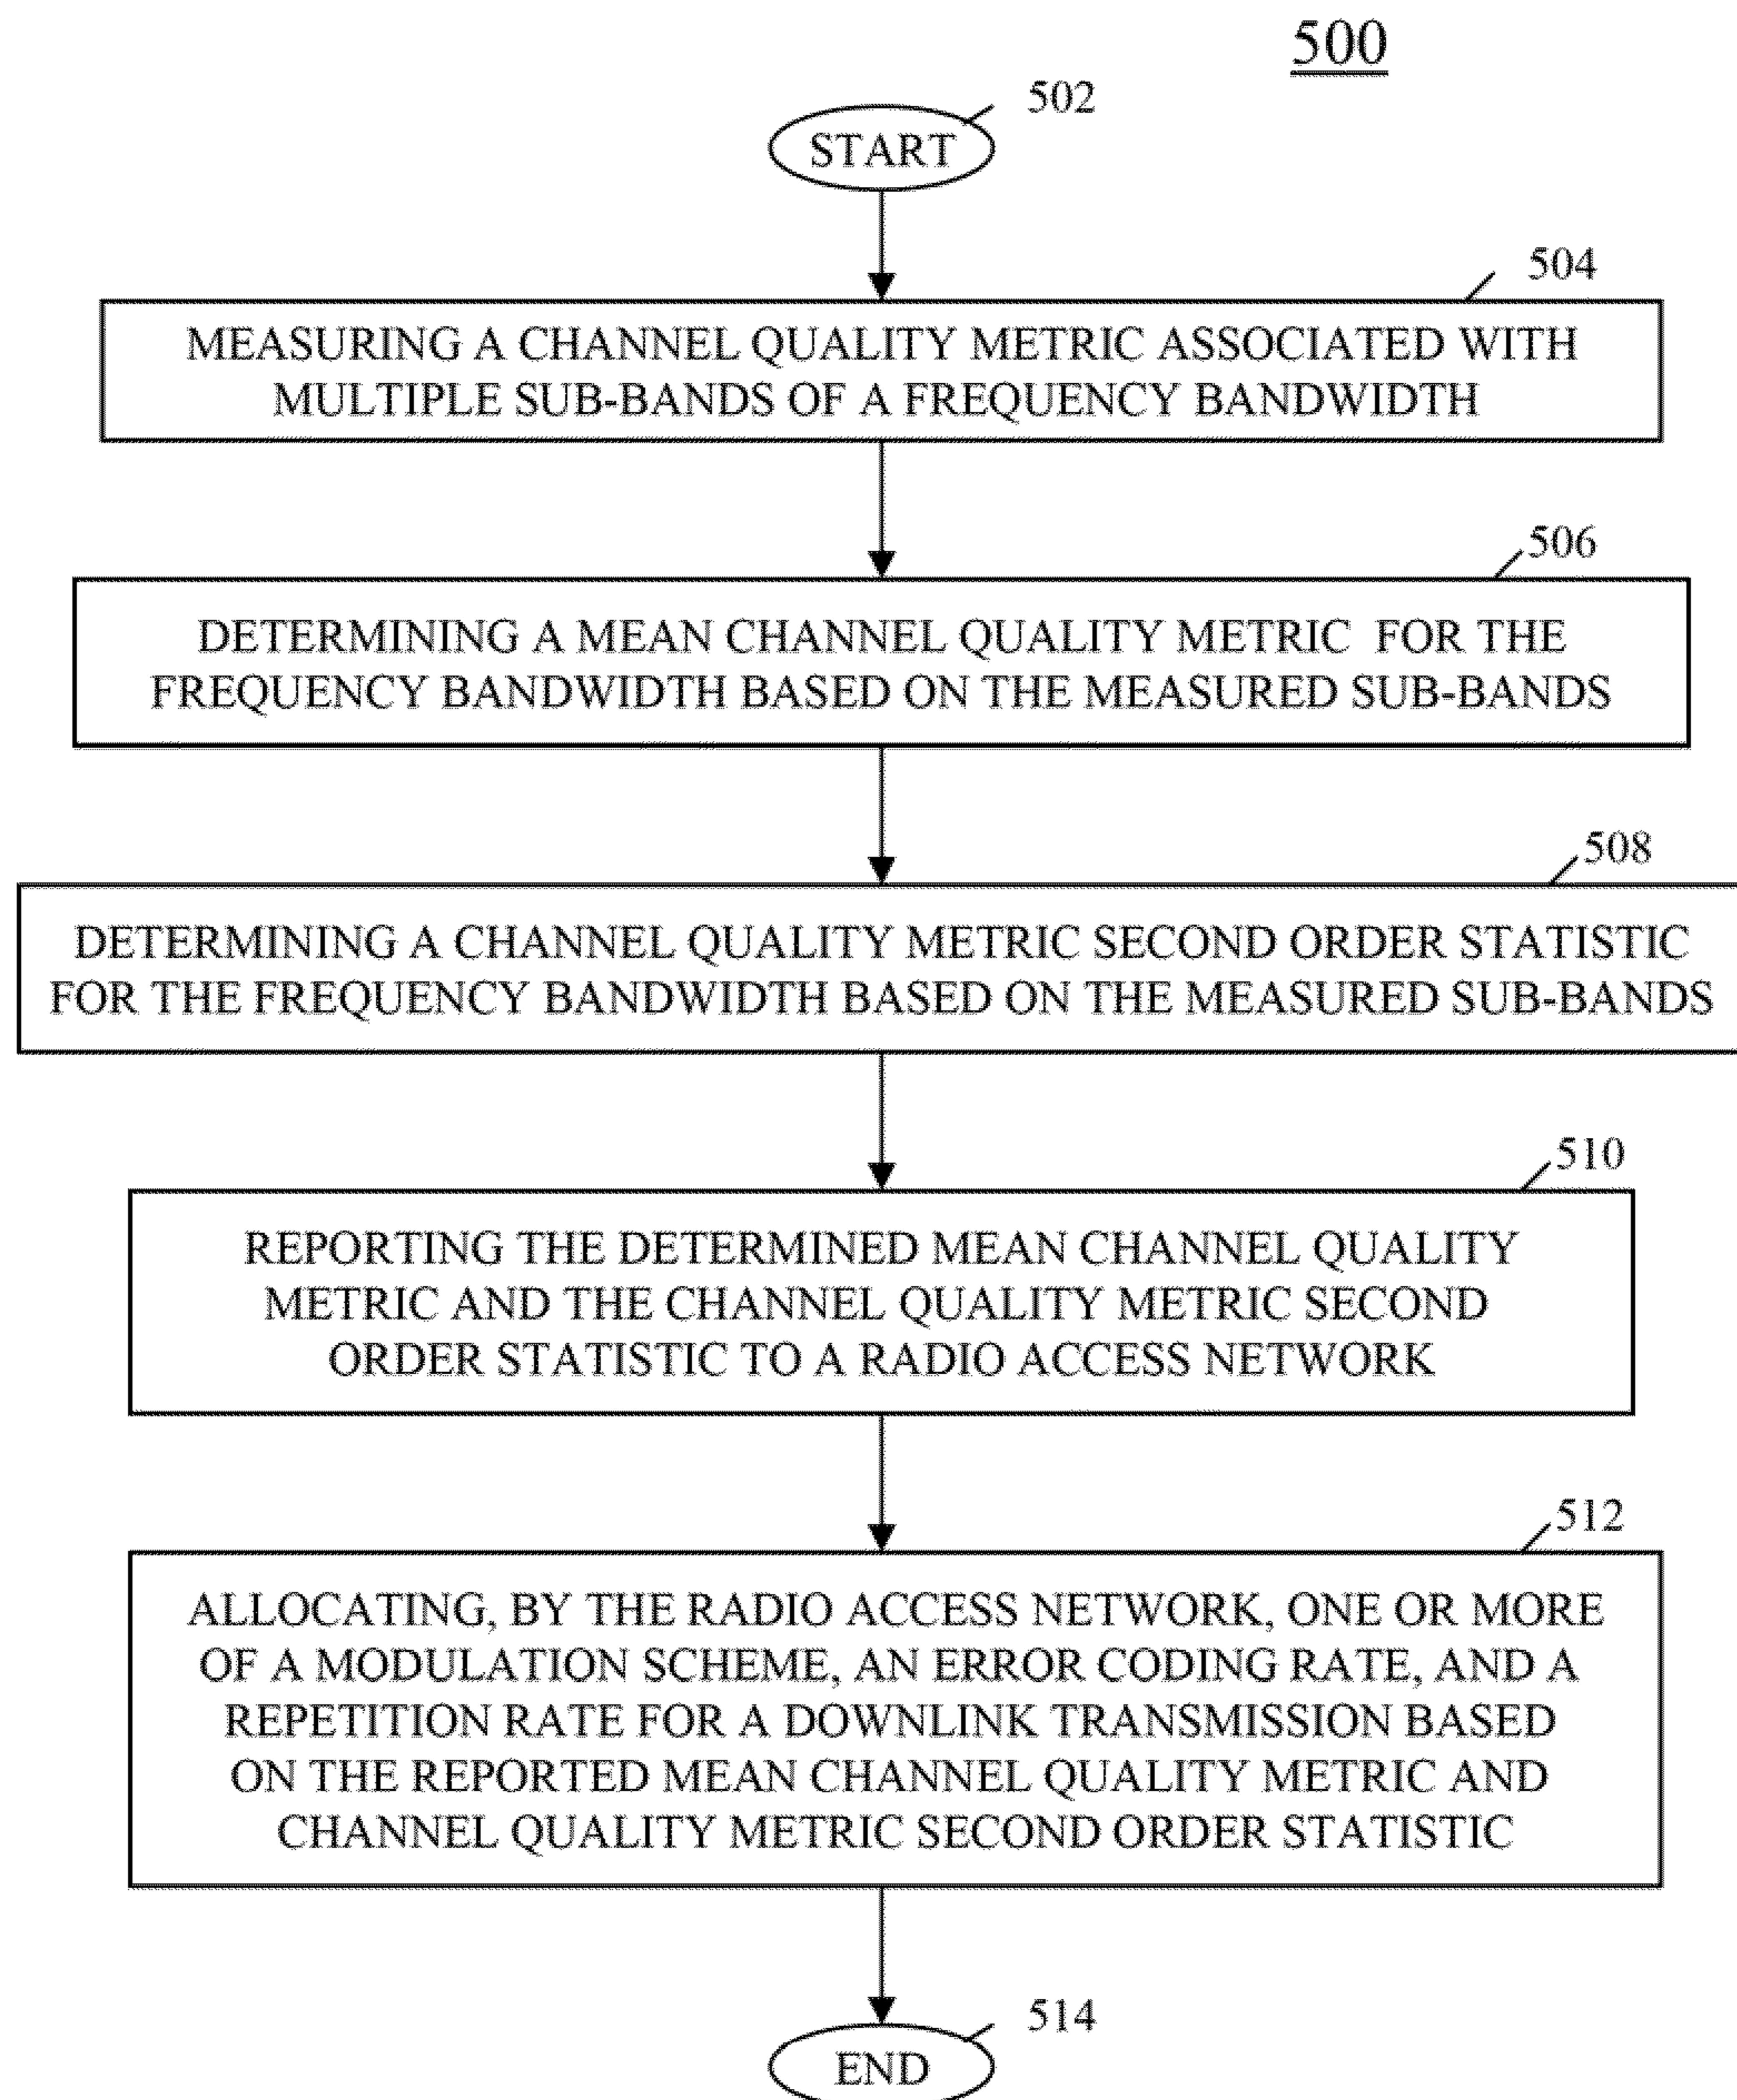 500
502
START
504
MEASURING A CHANNEL QUALITY METRIC ASSOCIATED WITH
MULTIPLE SUB-BANDS OF A FREQUENCY BANDWIDTH
506
DETERMINING A MEAN CHANNEL QUALITY METRIC FOR THE
FREQUENCY BANDWIDTH BASED ON THE MEASURED SUB-BANDS
508
DETERMINING A CHANNEL QUALITY METRIC SECOND ORDER STATISTIC
FOR THE FREQUENCY BANDWIDTH BASED ON THE MEASURED SUB-BANDS
510
REPORTING THE DETERMINED MEAN CHANNEL QUALITY
METRIC AND THE CHANNEL QUALITY METRIC SECOND
ORDER STATISTIC TO A RADIO ACCESS NETWORK
512
ALLOCATING, BY THE RADIO ACCESS NETWORK, ONE OR MORE
OF A MODULATION SCHEME, AN ERROR CODING RATE, AND A
REPETITION RATE FOR A DOWNLINK TRANSMISSION BASED
ON THE REPORTED MEAN CHANNEL QUALITY METRIC AND
CHANNEL QUALITY METRIC SECOND ORDER STATISTIC
514
END